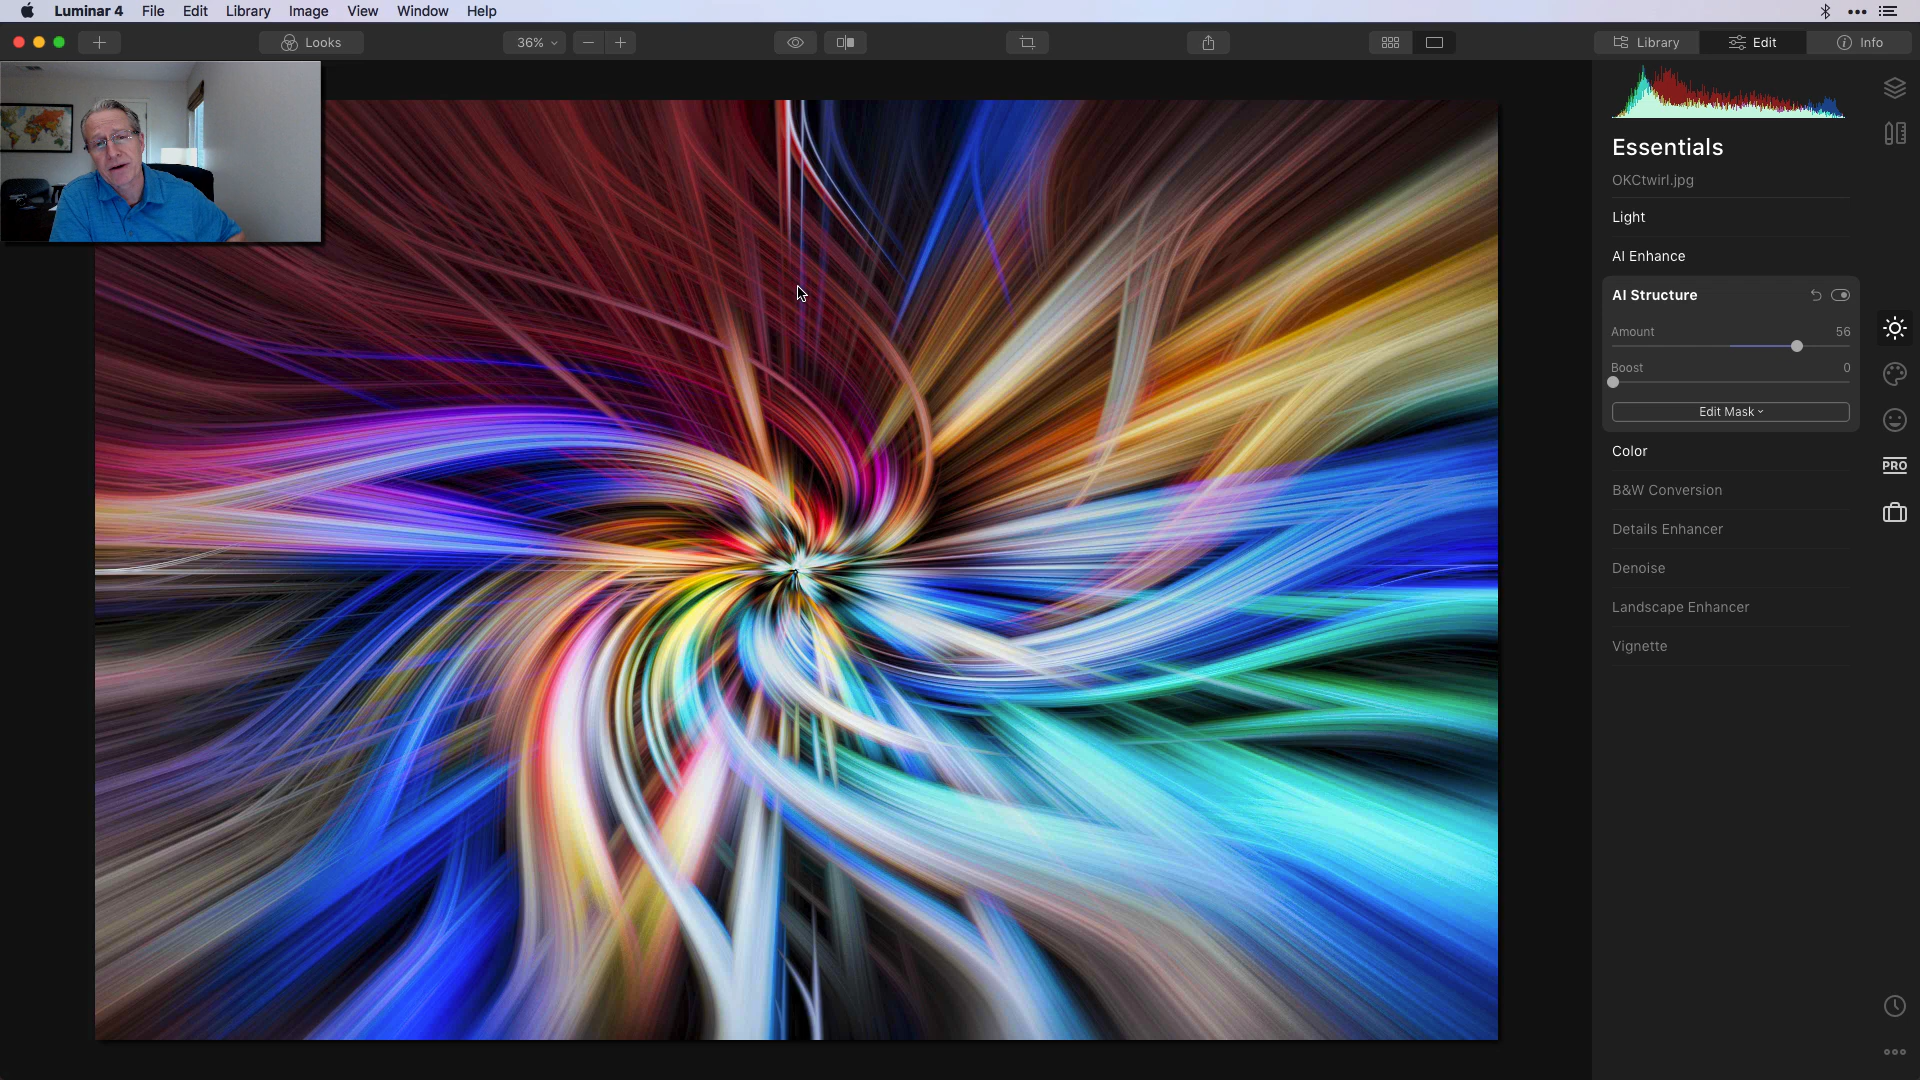 Luminar 4 File Edit Library Image View Window Help
Looks 36% Library Edit Info
Essentials
OKCtwirl.jpg
Light
AI Enhance
AI Structure
Amount 56
Boost 0
Edit Mask
Color
PRO
B&W Conversion
Details Enhancer
Denoise
Landscape Enhancer
Vignette